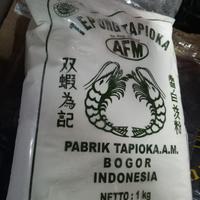 TEPUNG TAPIOKA
AFM
双蝦為記
PABRIK TAPIOKA.A.M.
BOGOR
INDONESIA
NETTO : 1 kg